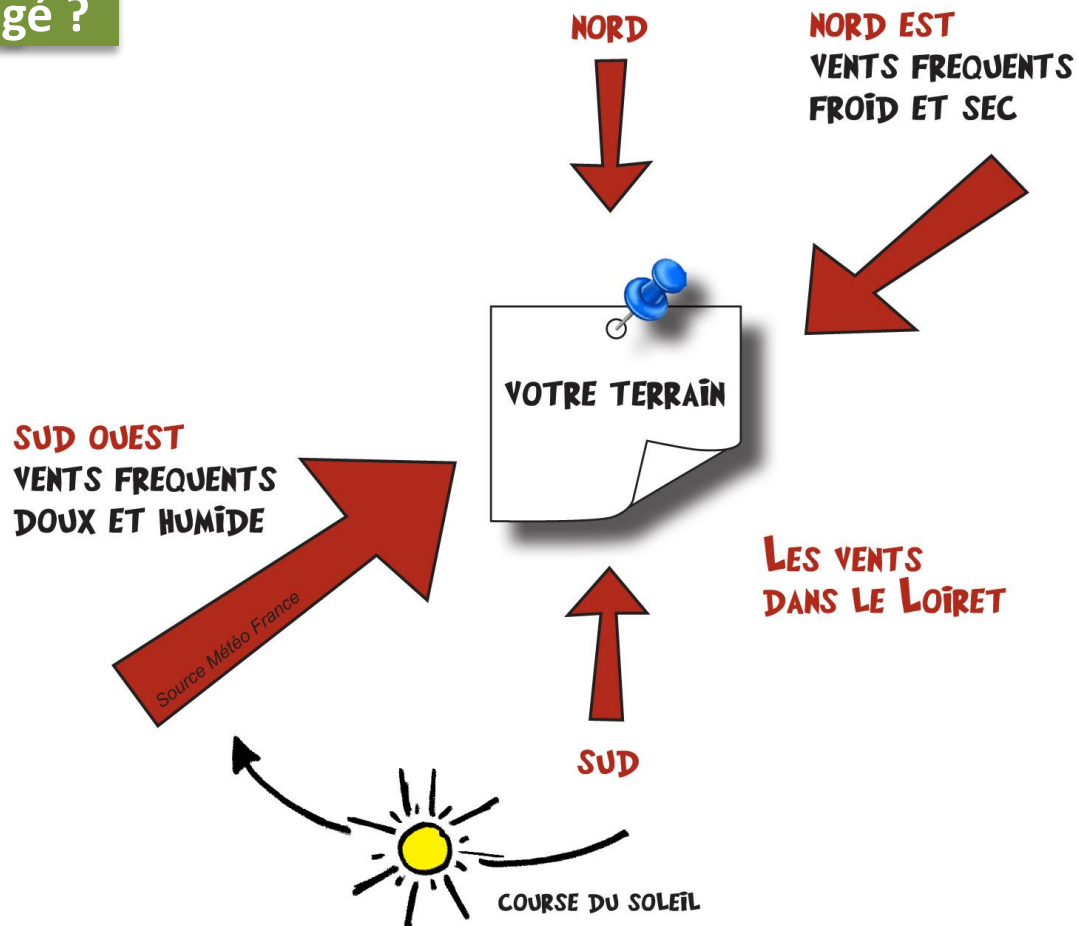 gé ?
NORD
NORD EST
VENTS FREQUENTS
FROID ET SEC
VOTRE TERRAIN
SUD OUEST
VENTS FREQUENTS
DOUX ET HUMIDE
Source Météo France
LES VENTS
DANS LE LOIRET
SUD
COURSE DU SOLEIL